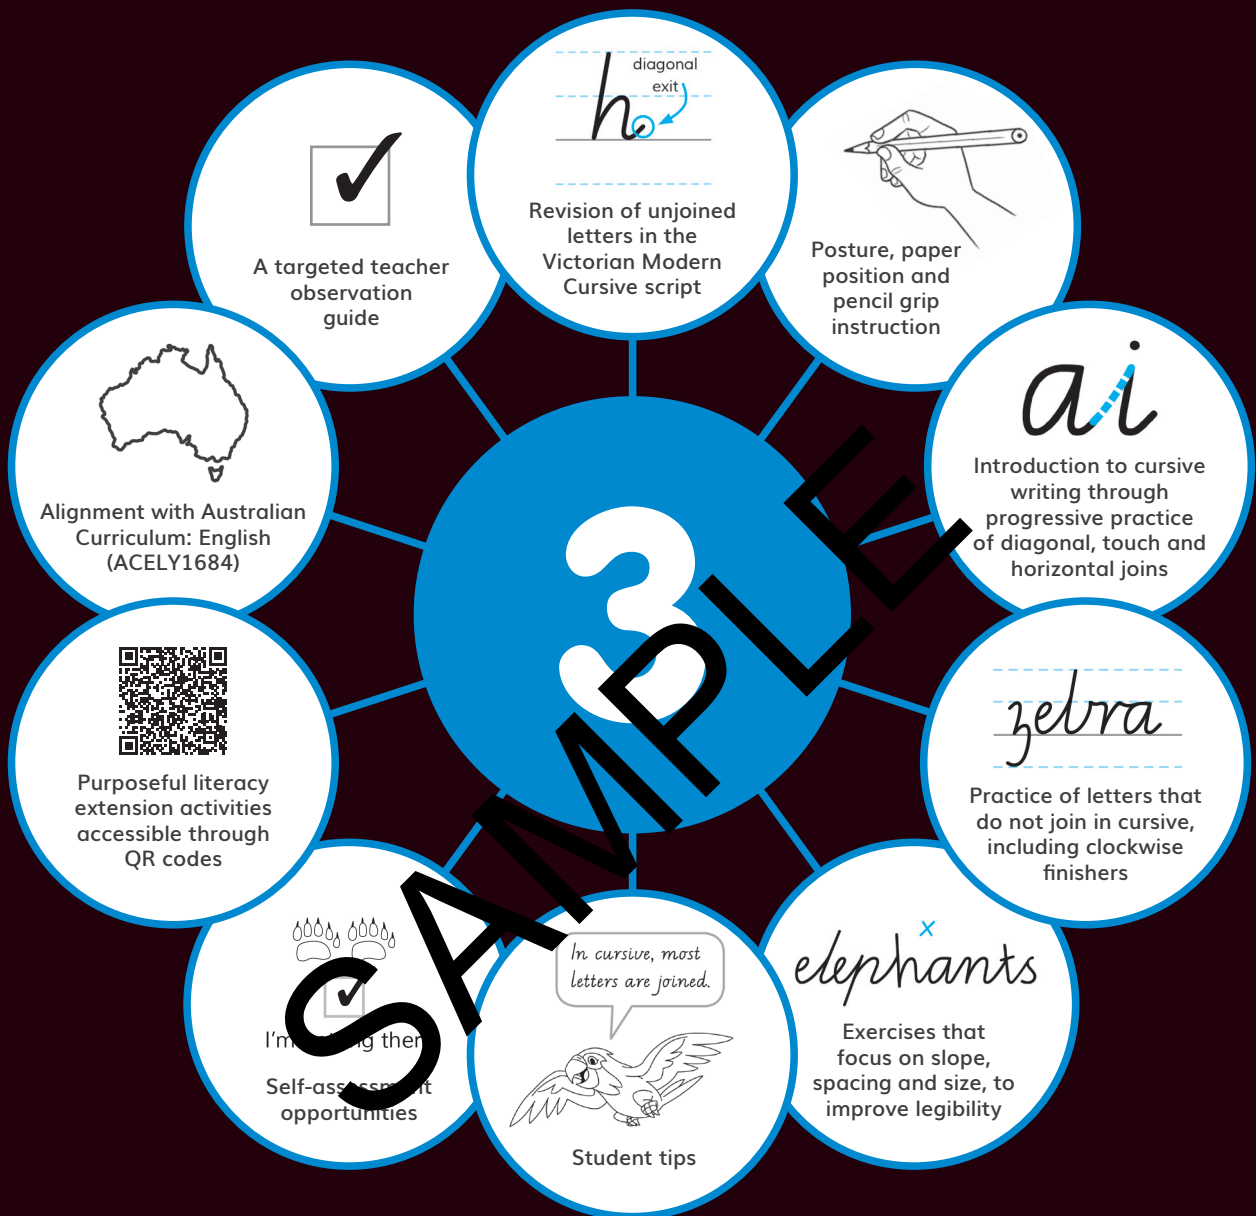 diagonal
exit
h
Revision of unjoined
letters in the
Victorian Modern
Cursive script
Posture, paper
position and
pencil grip
instruction
ai
Introduction to cursive
writing through
progressive practice
of diagonal, touch and
horizontal joins
zebra
Practice of letters that
do not join in cursive,
including clockwise
finishers
x
elephants
Exercises that
focus on slope,
spacing and size, to
improve legibility
In cursive, most
letters are joined.
Student tips
I'm
Self-assessment
opportunities
Purposeful literacy
extension activities
accessible through
QR codes
Alignment with Australian
Curriculum: English
(ACELY1684)
A targeted teacher
observation
guide
3
SAMPLE